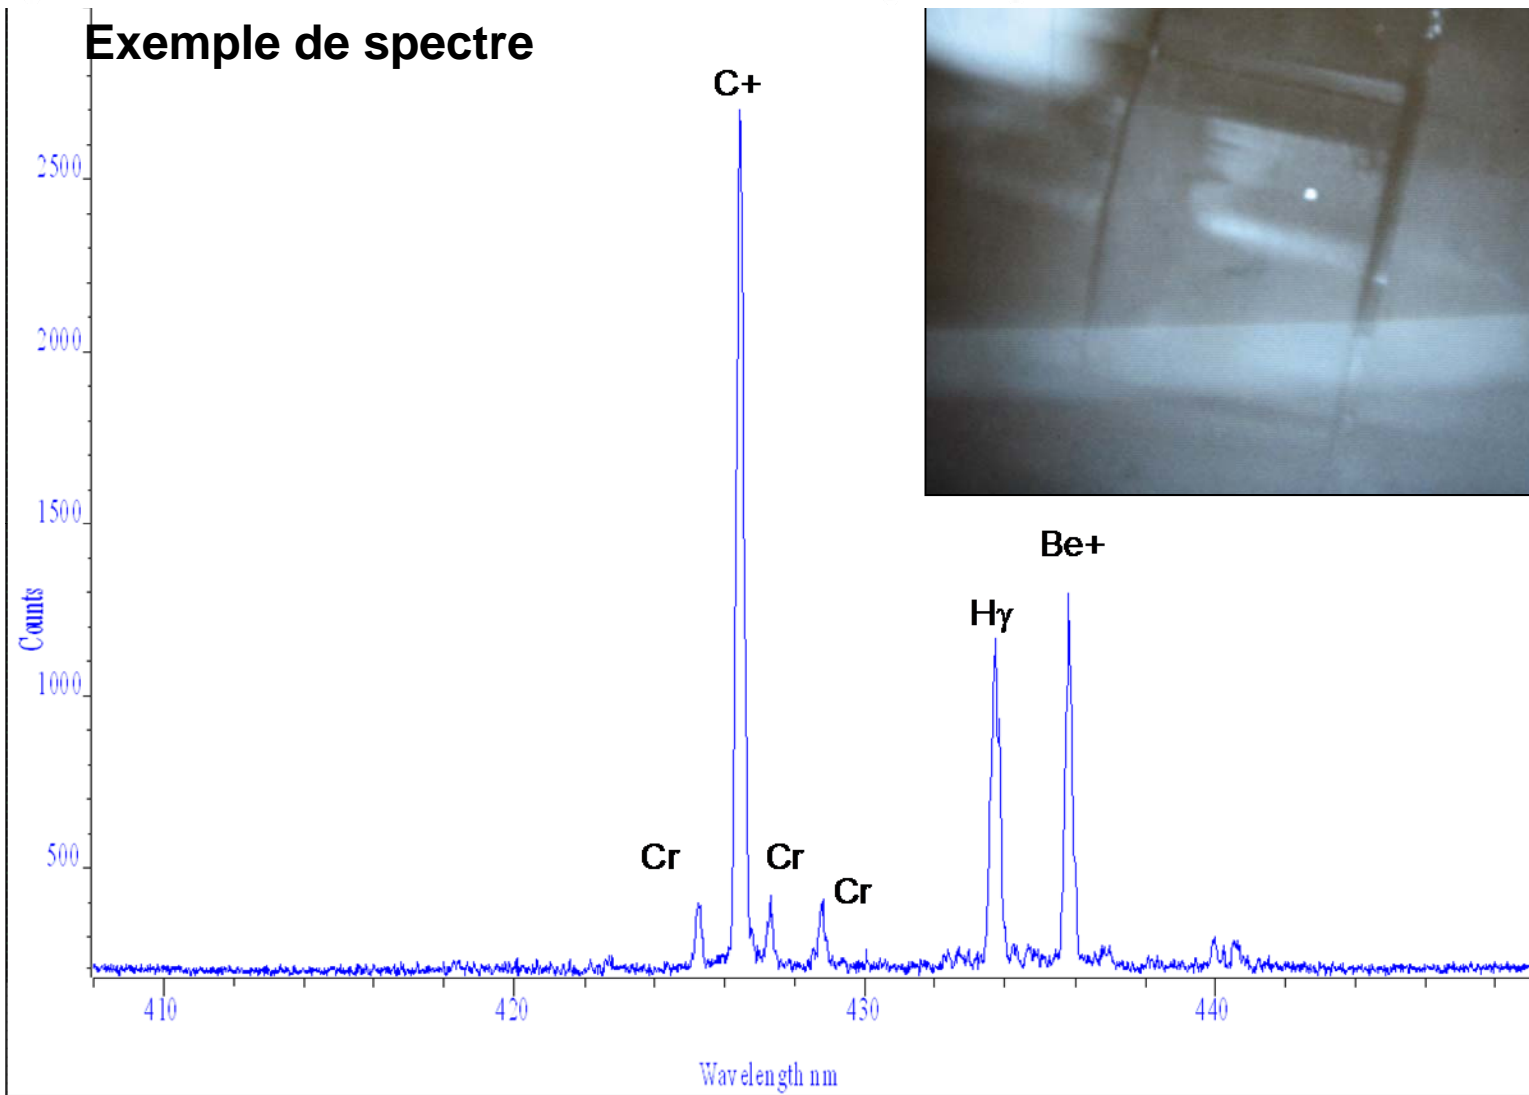 Exemple de spectre
C+
2500
2000
1500
Be+
Counts
Hγ
1000
500
Cr
Cr
Cr
410
420
430
440
Wavelength nm